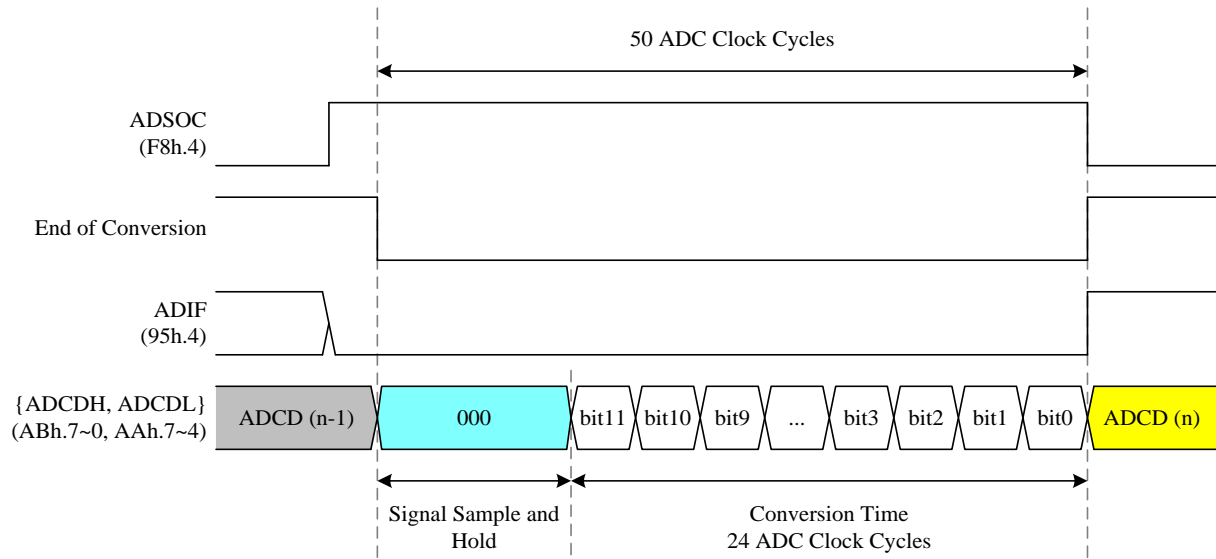 50 ADC Clock Cycles
ADSOC
(F8h.4)
End of Conversion
ADIF
(95h.4)
{ADCDH, ADCDL}
(ABh.7~0, AAh.7~4)
ADCD (n-1)
000
bit11
bit10
bit9
...
bit3
bit2
bit1
bit0
ADCD (n)
Signal Sample and
Hold
Conversion Time
24 ADC Clock Cycles